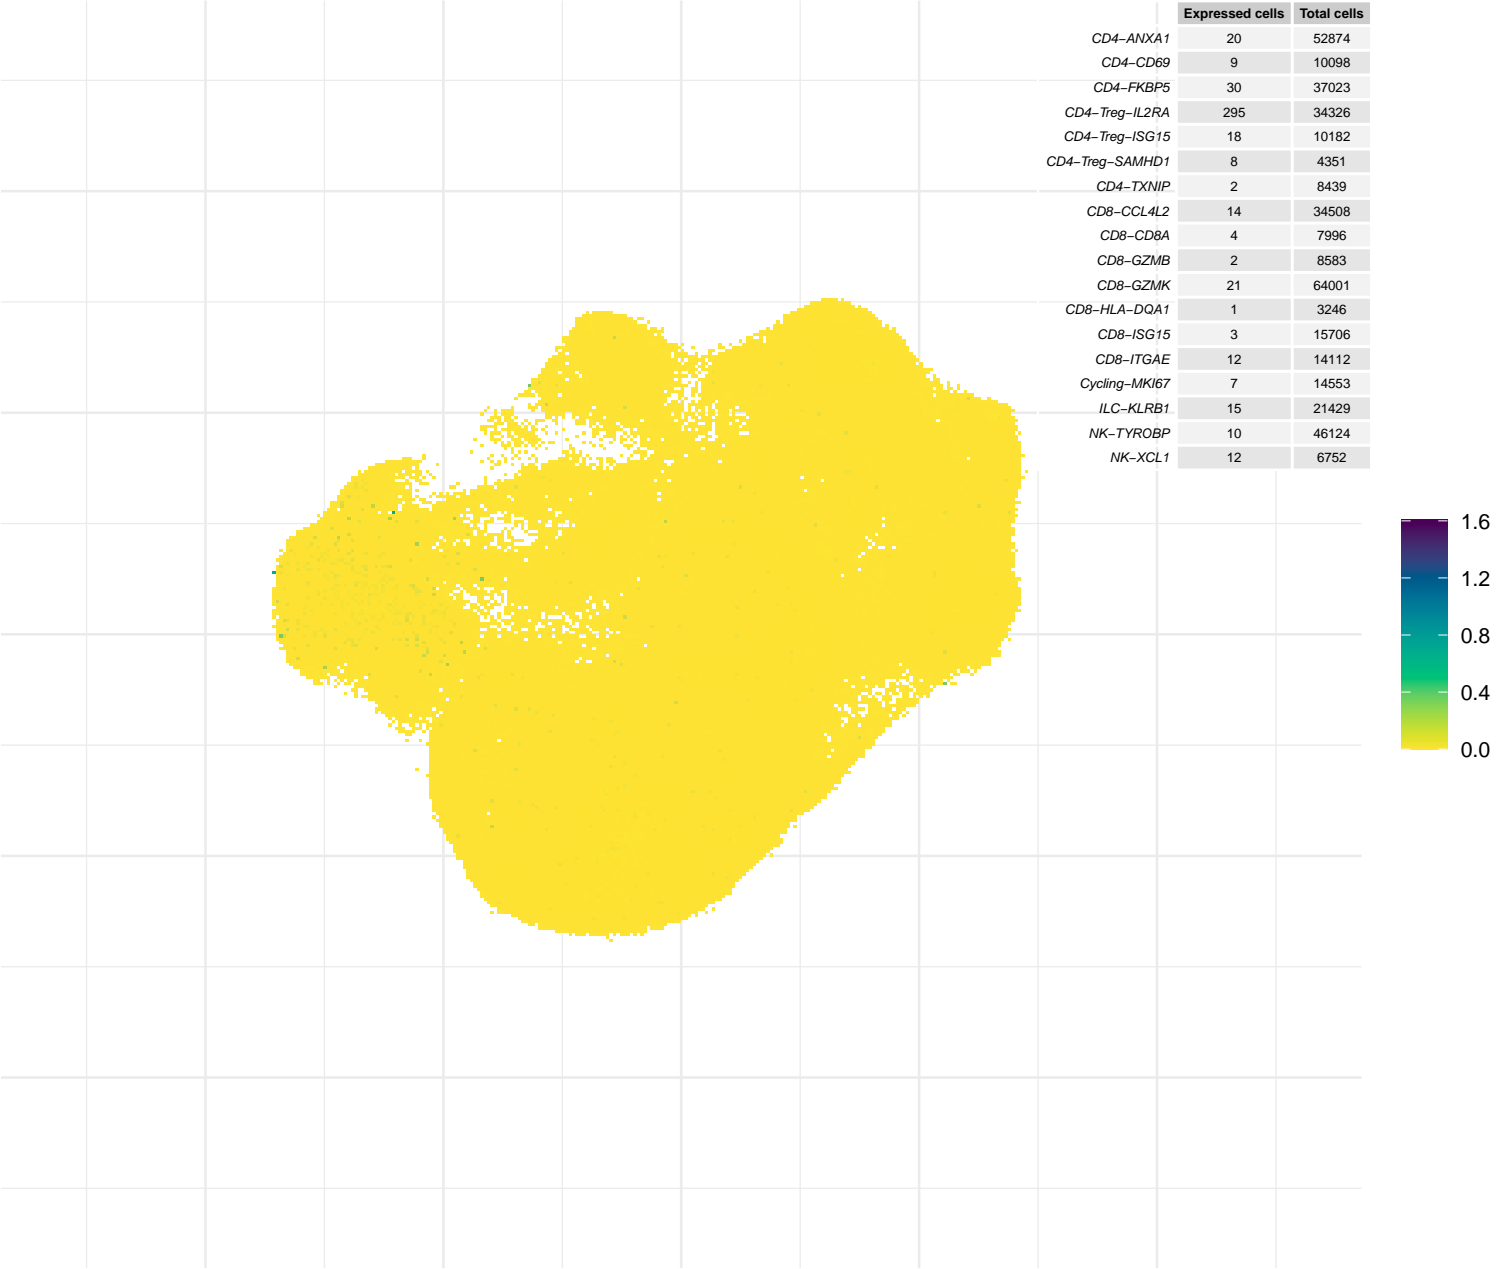 Expressed cells Total cells
CD4−ANXA1 20 52874
CD4−CD69 9 10098
CD4−FKBP5 30 37023
CD4−Treg−IL2RA 295 34326
CD4−Treg−ISG15 18 10182
CD4−Treg−SAMHD1 8 4351
CD4−TXNIP 2 8439
CD8−CCL4L2 14 34508
CD8−CD8A 4 7996
CD8−GZMB 2 8583
CD8−GZMK 21 64001
CD8−HLA−DQA1 1 3246
CD8−ISG15 3 15706
CD8−ITGAE 12 14112
Cycling−MKI67 7 14553
ILC−KLRB1 15 21429
NK−TYROBP 10 46124
NK−XCL1 12 6752
1.6
1.2
0.8
0.4
0.0